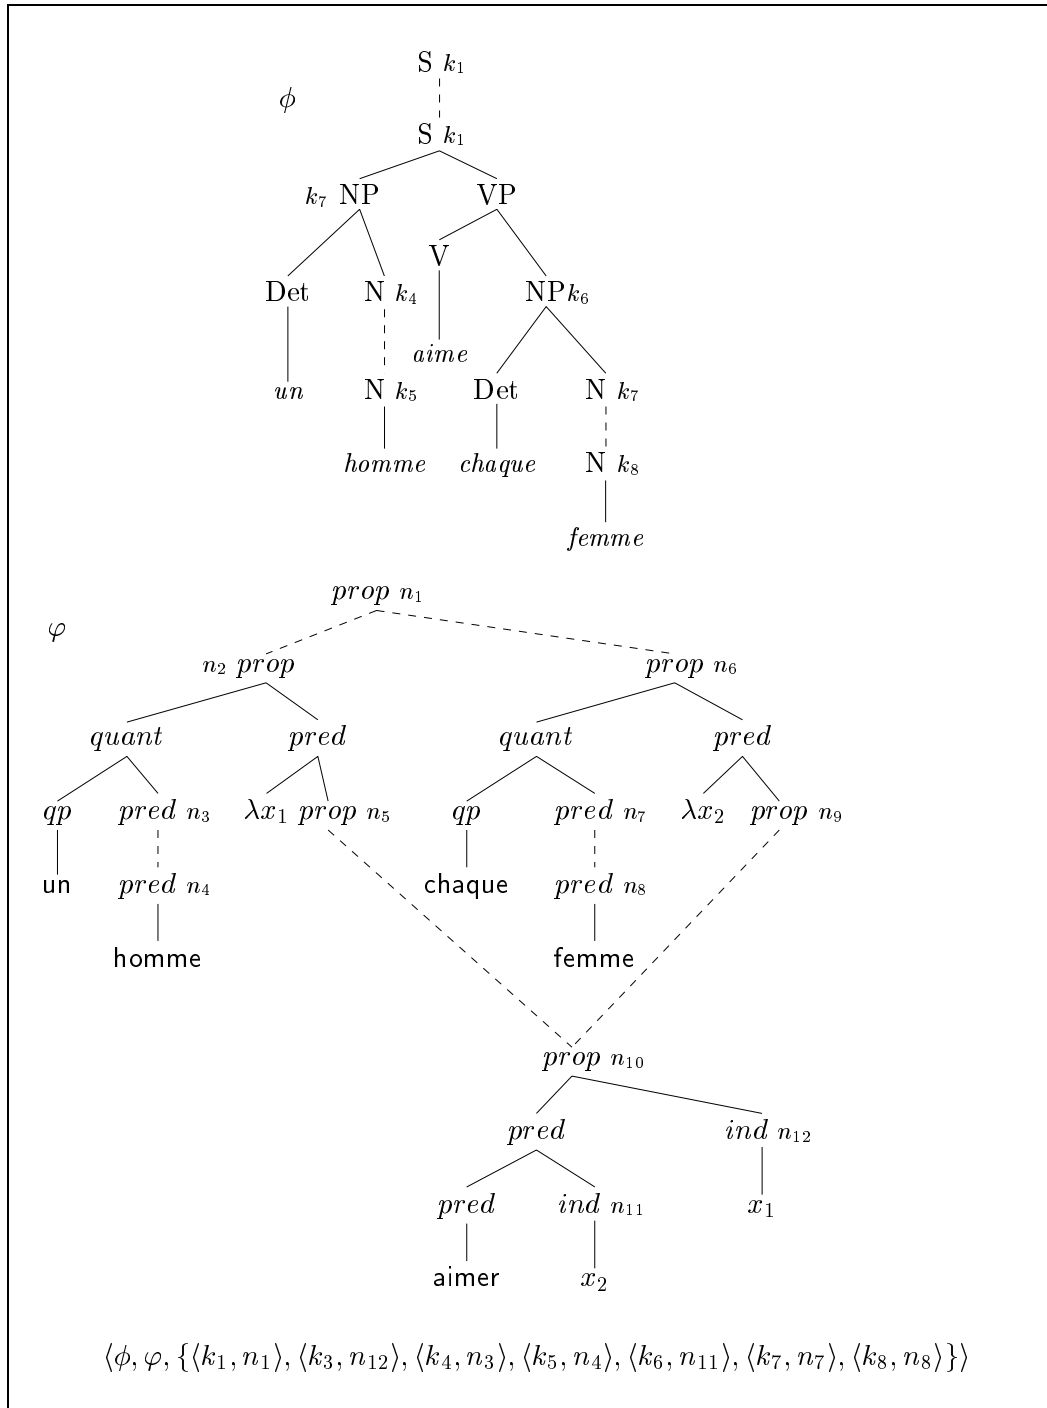 S k₁
ϕ
S k₁
k₇ NP VP
V
Det N k₄ NPk₆
aime
un N k₅ Det N k₇
homme chaque N k₈
femme
prop n₁
φ
n₂ prop prop n₆
quant pred quant pred
qp pred n₃ λx₁ prop n₅ qp pred n₇ λx₂ prop n₉
un pred n₄ chaque pred n₈
homme femme
prop n₁₀
pred ind n₁₂
pred ind n₁₁ x₁
aimer x₂
⟨ϕ, φ, {⟨k₁, n₁⟩, ⟨k₃, n₁₂⟩, ⟨k₄, n₃⟩, ⟨k₅, n₄⟩, ⟨k₆, n₁₁⟩, ⟨k₇, n₇⟩, ⟨k₈, n₈⟩}⟩